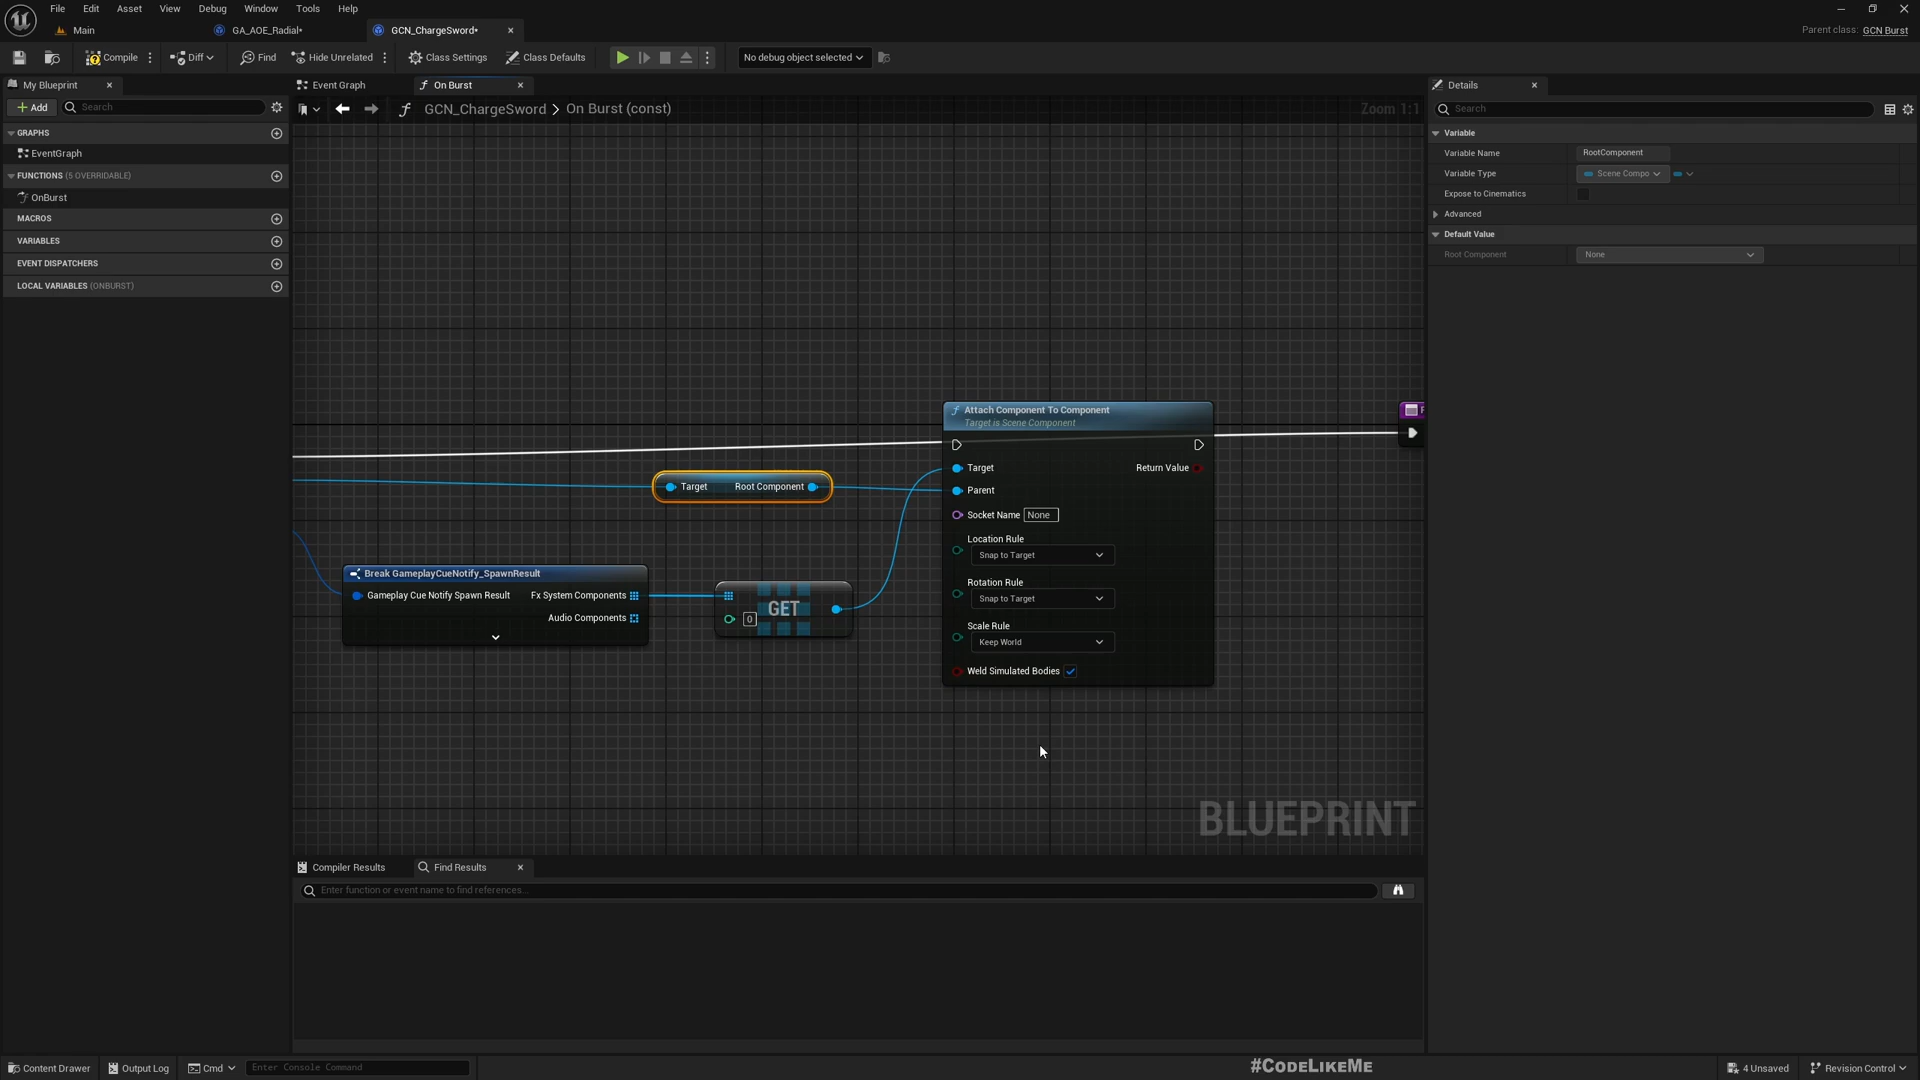 File Edit Asset View Debug Window Tools Help
Main
GA_AOE_Radial*
GCN_ChargeSword*
Parent class: GCN Burst
Compile
Diff
Find
Hide Unrelated
Class Settings
Class Defaults
No debug object selected
My Blueprint
Event Graph
On Burst
Details
Add
Search
GCN_ChargeSword > On Burst (const)
Zoom 1:1
Search
GRAPHS
EventGraph
FUNCTIONS (5 OVERRIDABLE)
OnBurst
MACROS
VARIABLES
EVENT DISPATCHERS
LOCAL VARIABLES (ONBURST)
Variable
Variable Name RootComponent
Variable Type Scene Compo
Expose to Cinematics
Advanced
Default Value
Root Component None
Attach Component To Component
Target is Scene Component
Target Return Value
Parent
Socket Name None
Location Rule
Snap to Target
Rotation Rule
Snap to Target
Scale Rule
Keep World
Weld Simulated Bodies
Target Root Component
Break GameplayCueNotify_SpawnResult
Gameplay Cue Notify Spawn Result Fx System Components
Audio Components
GET
0
BLUEPRINT
Compiler Results
Find Results
Enter function or event name to find references...
Content Drawer
Output Log
Cmd
Enter Console Command
#CodeLikeMe
4 Unsaved
Revision Control